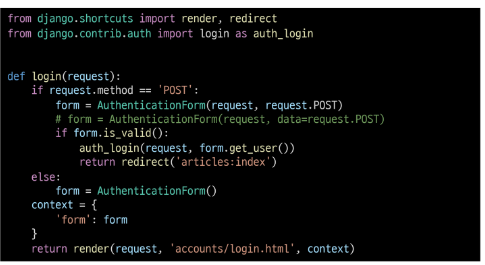 from django.shortcuts import render, redirect
from django.contrib.auth import login as auth_login
def login(request):
    if request.method == 'POST':
        form = AuthenticationForm(request, request.POST)
        # form = AuthenticationForm(request, data=request.POST)
        if form.is_valid():
            auth_login(request, form.get_user())
            return redirect('articles:index')
    else:
        form = AuthenticationForm()
    context = {
        'form': form
    }
    return render(request, 'accounts/login.html', context)